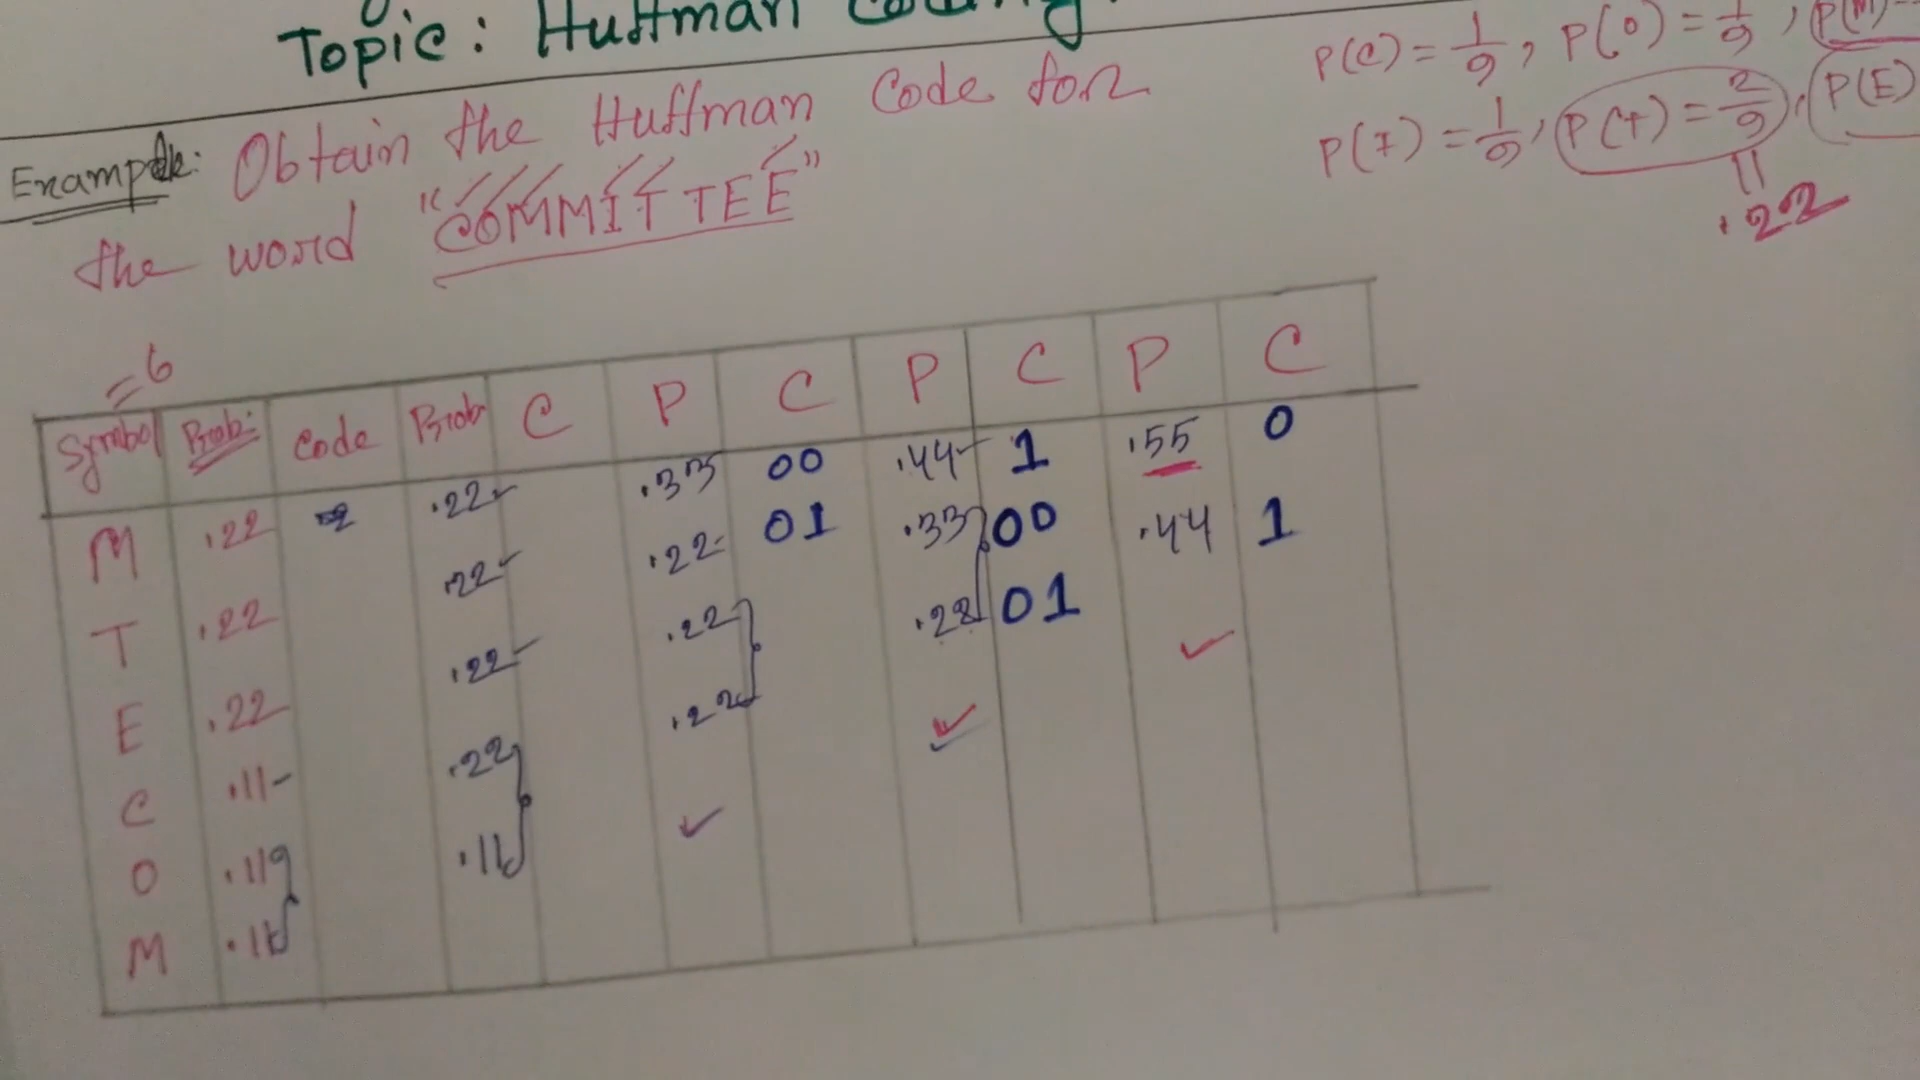 Topic: Huffman Coding
P(C) = 1/9, P(O) = 1/9, P(M)
Example: Obtain the Huffman Code for
P(I) = 1/9, P(T) = 2/9, P(E)
the word "COMMITTEE"
.22
=6
Symbol Prob: Code Prob C P C P C P C
M .22 .22 .33 00 .44 1 .55 0
T .22 .22 .22 01 .33 00 .44 1
E .22 .22 .22 .22 01
C .11 .22 .22
O .11 .11
M .11